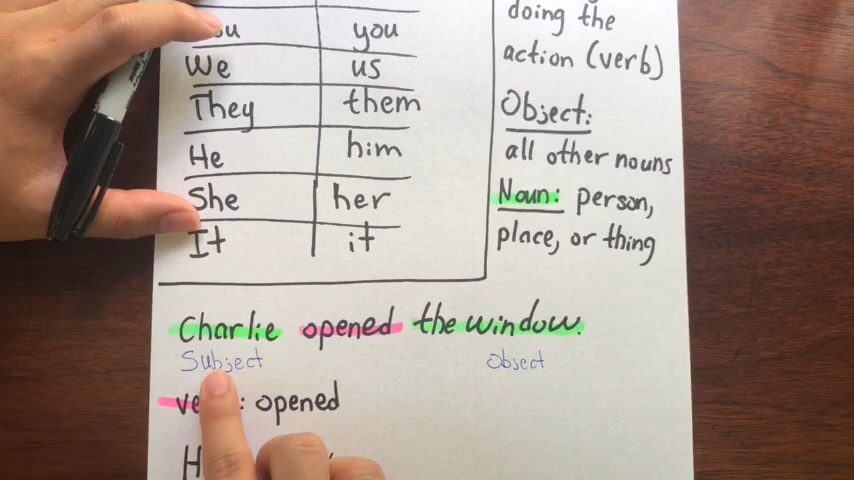 you
We us
They them
He him
She her
It it
doing the
action (verb)
Object:
all other nouns
Noun: person,
place, or thing
Charlie opened the window.
Subject Object
: opened